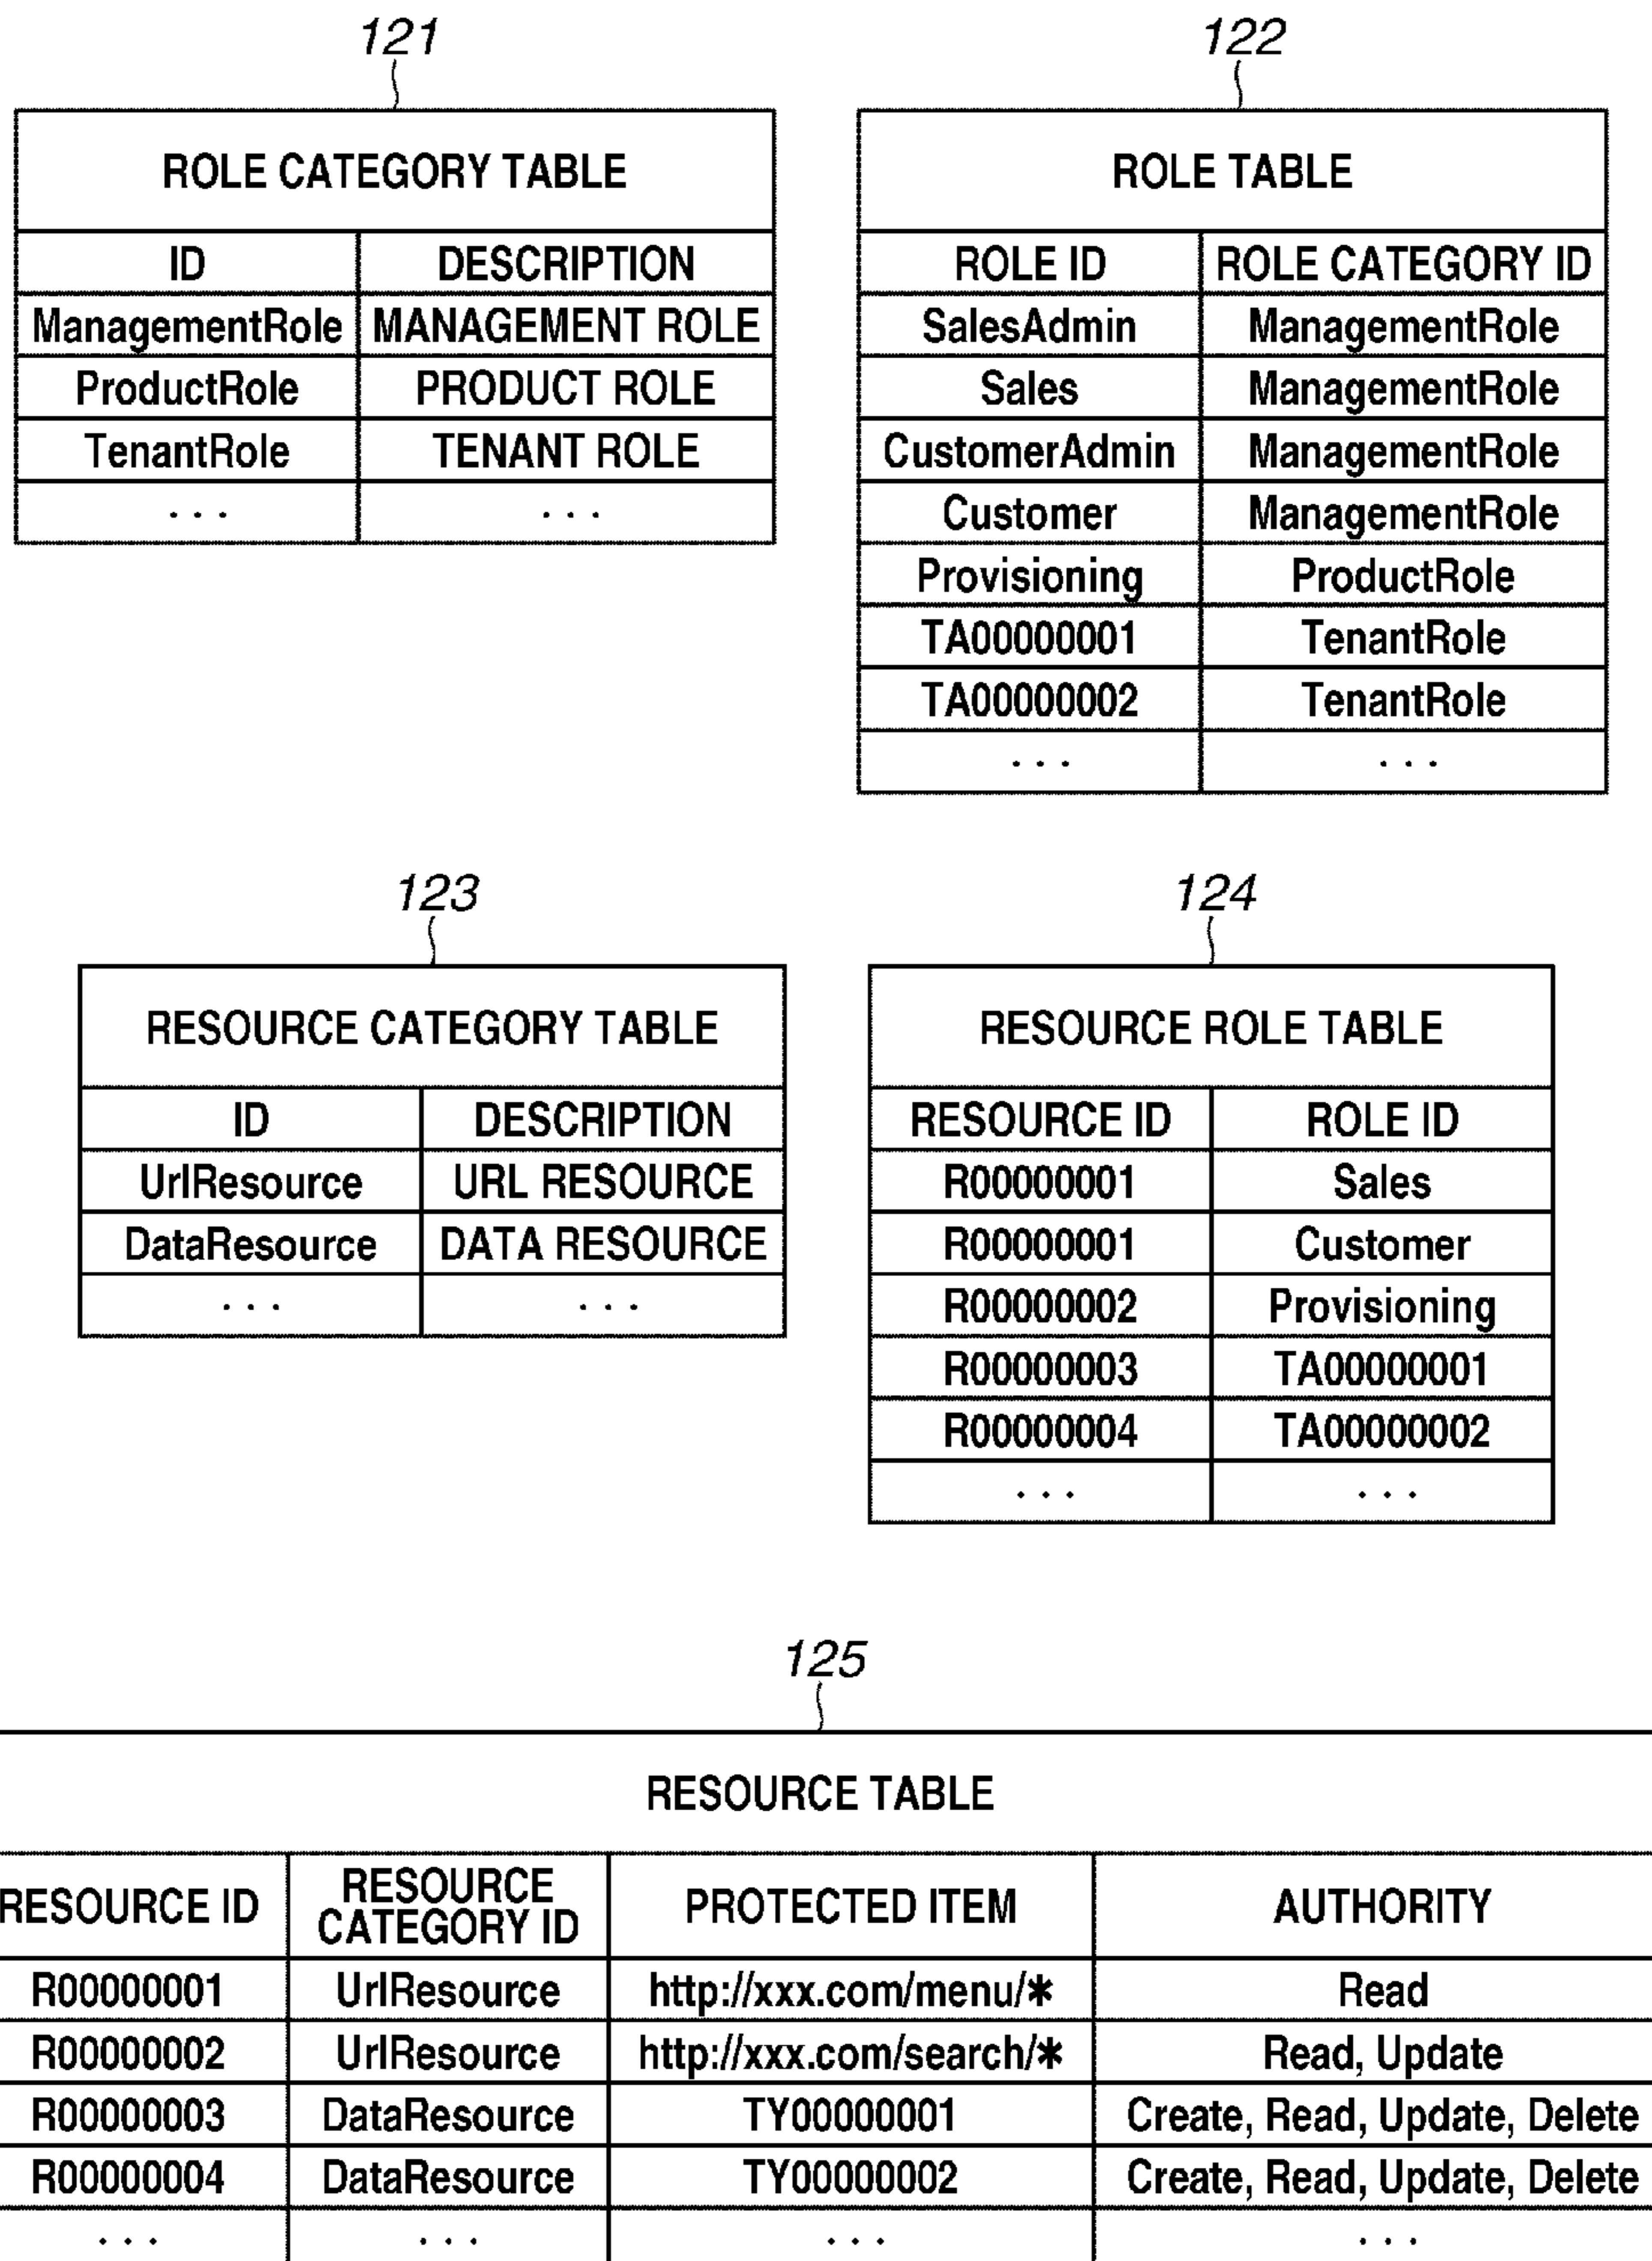 121
ROLE CATEGORY TABLE
ID DESCRIPTION
ManagementRole MANAGEMENT ROLE
ProductRole PRODUCT ROLE
TenantRole TENANT ROLE
... ...
122
ROLE TABLE
ROLE ID ROLE CATEGORY ID
SalesAdmin ManagementRole
Sales ManagementRole
CustomerAdmin ManagementRole
Customer ManagementRole
Provisioning ProductRole
TA00000001 TenantRole
TA00000002 TenantRole
... ...
123
RESOURCE CATEGORY TABLE
ID DESCRIPTION
UrlResource URL RESOURCE
DataResource DATA RESOURCE
... ...
124
RESOURCE ROLE TABLE
RESOURCE ID ROLE ID
R00000001 Sales
R00000001 Customer
R00000002 Provisioning
R00000003 TA00000001
R00000004 TA00000002
... ...
125
RESOURCE TABLE
RESOURCE ID RESOURCE CATEGORY ID PROTECTED ITEM AUTHORITY
R00000001 UrlResource http://xxx.com/menu/* Read
R00000002 UrlResource http://xxx.com/search/* Read, Update
R00000003 DataResource TY00000001 Create, Read, Update, Delete
R00000004 DataResource TY00000002 Create, Read, Update, Delete
... ... ... ...